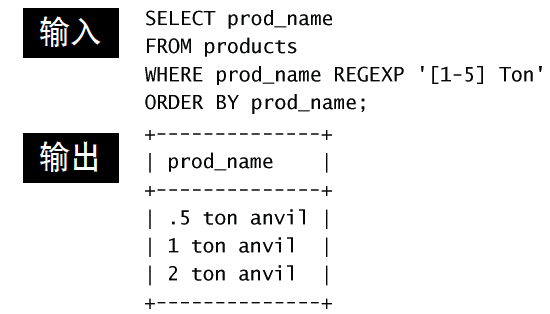 输入
SELECT prod_name
FROM products
WHERE prod_name REGEXP '[1-5] Ton'
ORDER BY prod_name;
输出
+--------------+
| prod_name    |
+--------------+
| .5 ton anvil |
| 1 ton anvil  |
| 2 ton anvil  |
+--------------+